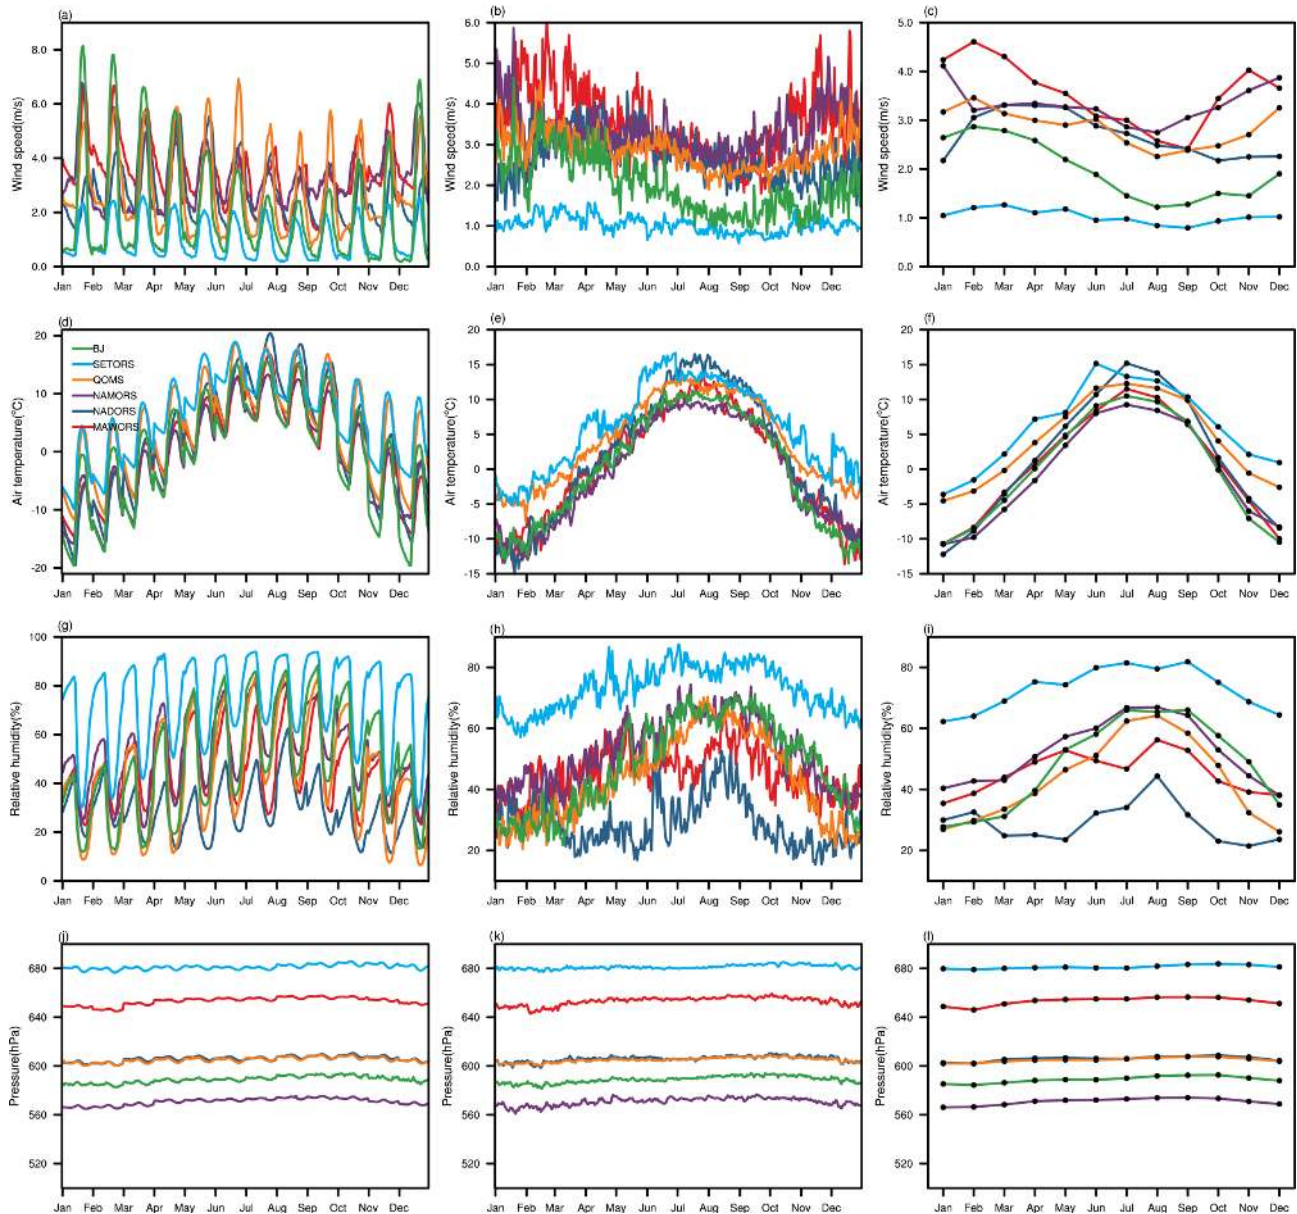 (a)
Wind speed(m/s)
8.0
6.0
4.0
2.0
0.0
Jan Feb Mar Apr May Jun Jul Aug Sep Oct Nov Dec
(b)
Wind speed(m/s)
6.0
5.0
4.0
3.0
2.0
1.0
0.0
Jan Feb Mar Apr May Jun Jul Aug Sep Oct Nov Dec
(c)
Wind speed(m/s)
5.0
4.0
3.0
2.0
1.0
0.0
Jan Feb Mar Apr May Jun Jul Aug Sep Oct Nov Dec
(d)
Air temperature(°C)
20
10
0
-10
-20
BJ
SETORS
QOMS
NAMORS
NADORS
MAWORS
Jan Feb Mar Apr May Jun Jul Aug Sep Oct Nov Dec
(e)
Air temperature(°C)
20
15
10
5
0
-5
-10
-15
Jan Feb Mar Apr May Jun Jul Aug Sep Oct Nov Dec
(f)
Air temperature(°C)
20
15
10
5
0
-5
-10
-15
Jan Feb Mar Apr May Jun Jul Aug Sep Oct Nov Dec
(g)
Relative humidity(%)
100
80
60
40
20
0
Jan Feb Mar Apr May Jun Jul Aug Sep Oct Nov Dec
(h)
Relative humidity(%)
80
60
40
20
Jan Feb Mar Apr May Jun Jul Aug Sep Oct Nov Dec
(i)
Relative humidity(%)
80
60
40
20
Jan Feb Mar Apr May Jun Jul Aug Sep Oct Nov Dec
(j)
Pressure(hPa)
680
640
600
560
520
Jan Feb Mar Apr May Jun Jul Aug Sep Oct Nov Dec
(k)
Pressure(hPa)
680
640
600
560
520
Jan Feb Mar Apr May Jun Jul Aug Sep Oct Nov Dec
(l)
Pressure(hPa)
680
640
600
560
520
Jan Feb Mar Apr May Jun Jul Aug Sep Oct Nov Dec